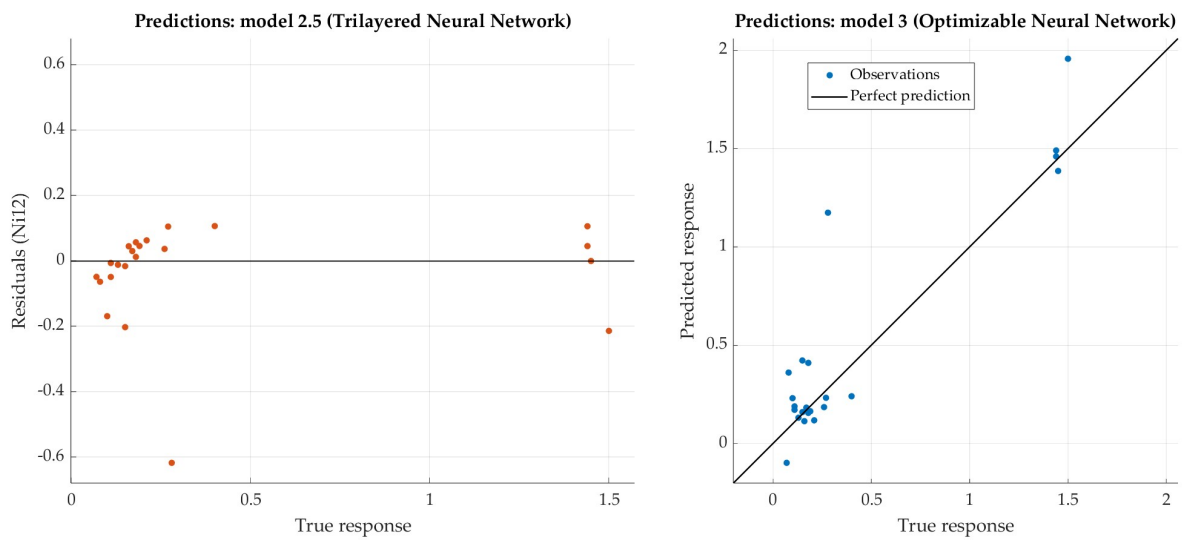 Predictions: model 2.5 (Trilayered Neural Network)
0.6
0.4
0.2
0
-0.2
-0.4
-0.6
Residuals (Ni12)
0
0.5
1
1.5
True response
Predictions: model 3 (Optimizable Neural Network)
Observations
Perfect prediction
2
1.5
1
0.5
0
Predicted response
0
0.5
1
1.5
2
True response